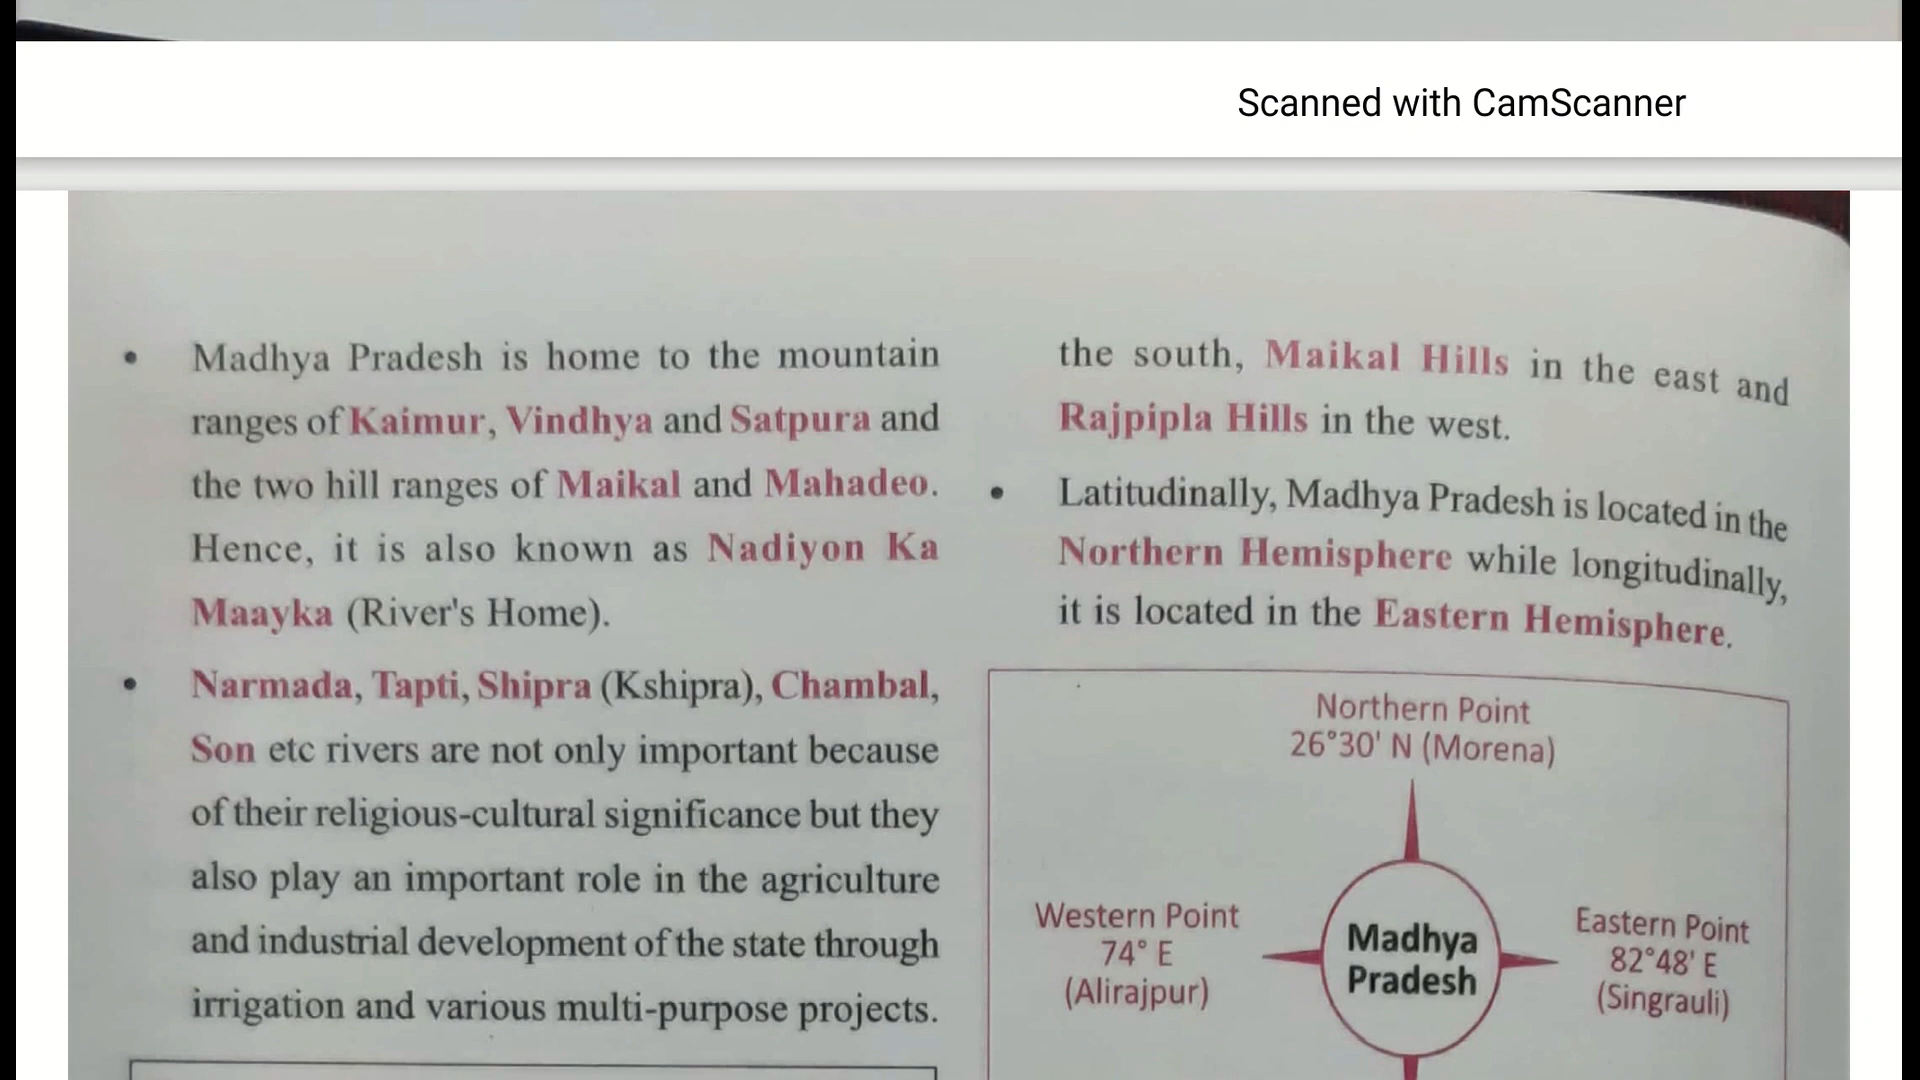 Scanned with CamScanner
• Madhya Pradesh is home to the mountain
ranges of Kaimur, Vindhya and Satpura and
the two hill ranges of Maikal and Mahadeo.
Hence, it is also known as Nadiyon Ka
Maayka (River's Home).
• Narmada, Tapti, Shipra (Kshipra), Chambal,
Son etc rivers are not only important because
of their religious-cultural significance but they
also play an important role in the agriculture
and industrial development of the state through
irrigation and various multi-purpose projects.
the south, Maikal Hills in the east and
Rajpipla Hills in the west.
• Latitudinally, Madhya Pradesh is located in the
Northern Hemisphere while longitudinally,
it is located in the Eastern Hemisphere.
Northern Point
26°30' N (Morena)
Western Point
74° E
(Alirajpur)
Madhya
Pradesh
Eastern Point
82°48' E
(Singrauli)